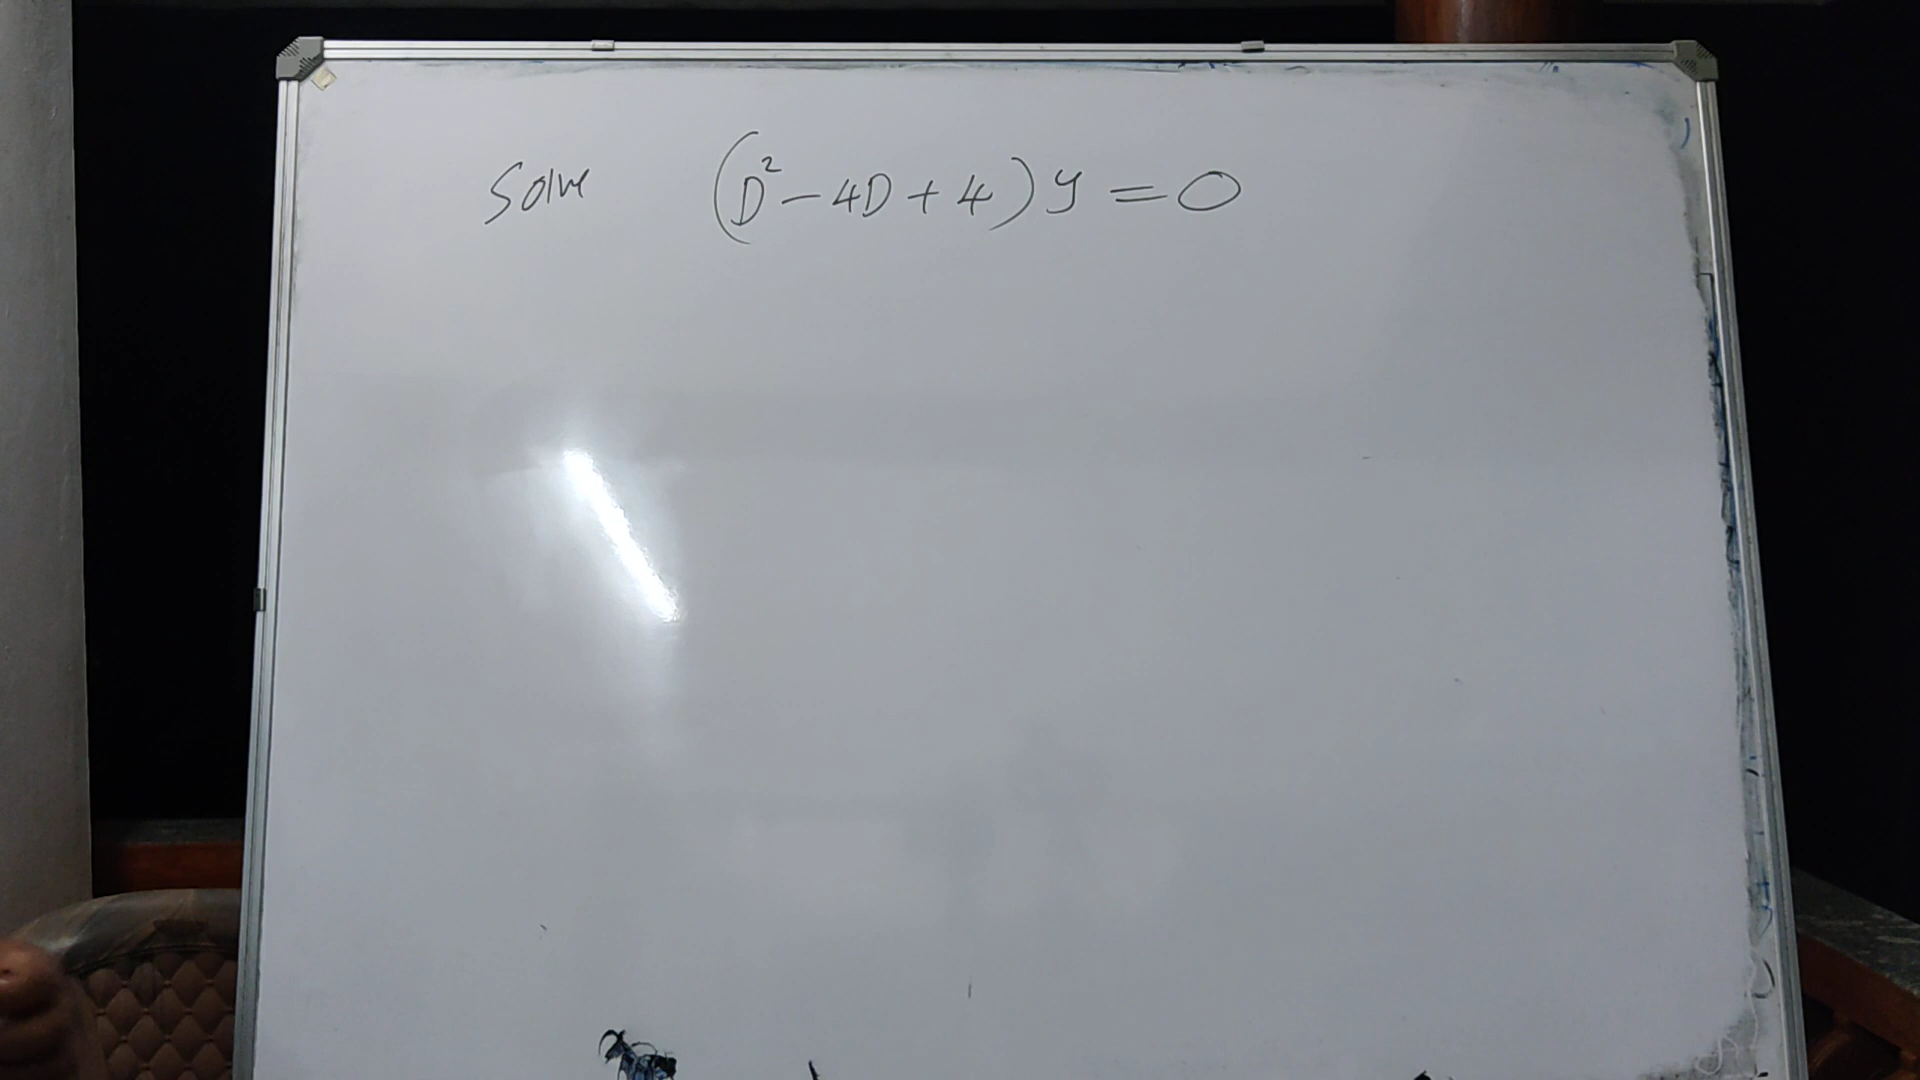 Solve (D² - 4D + 4) y = 0